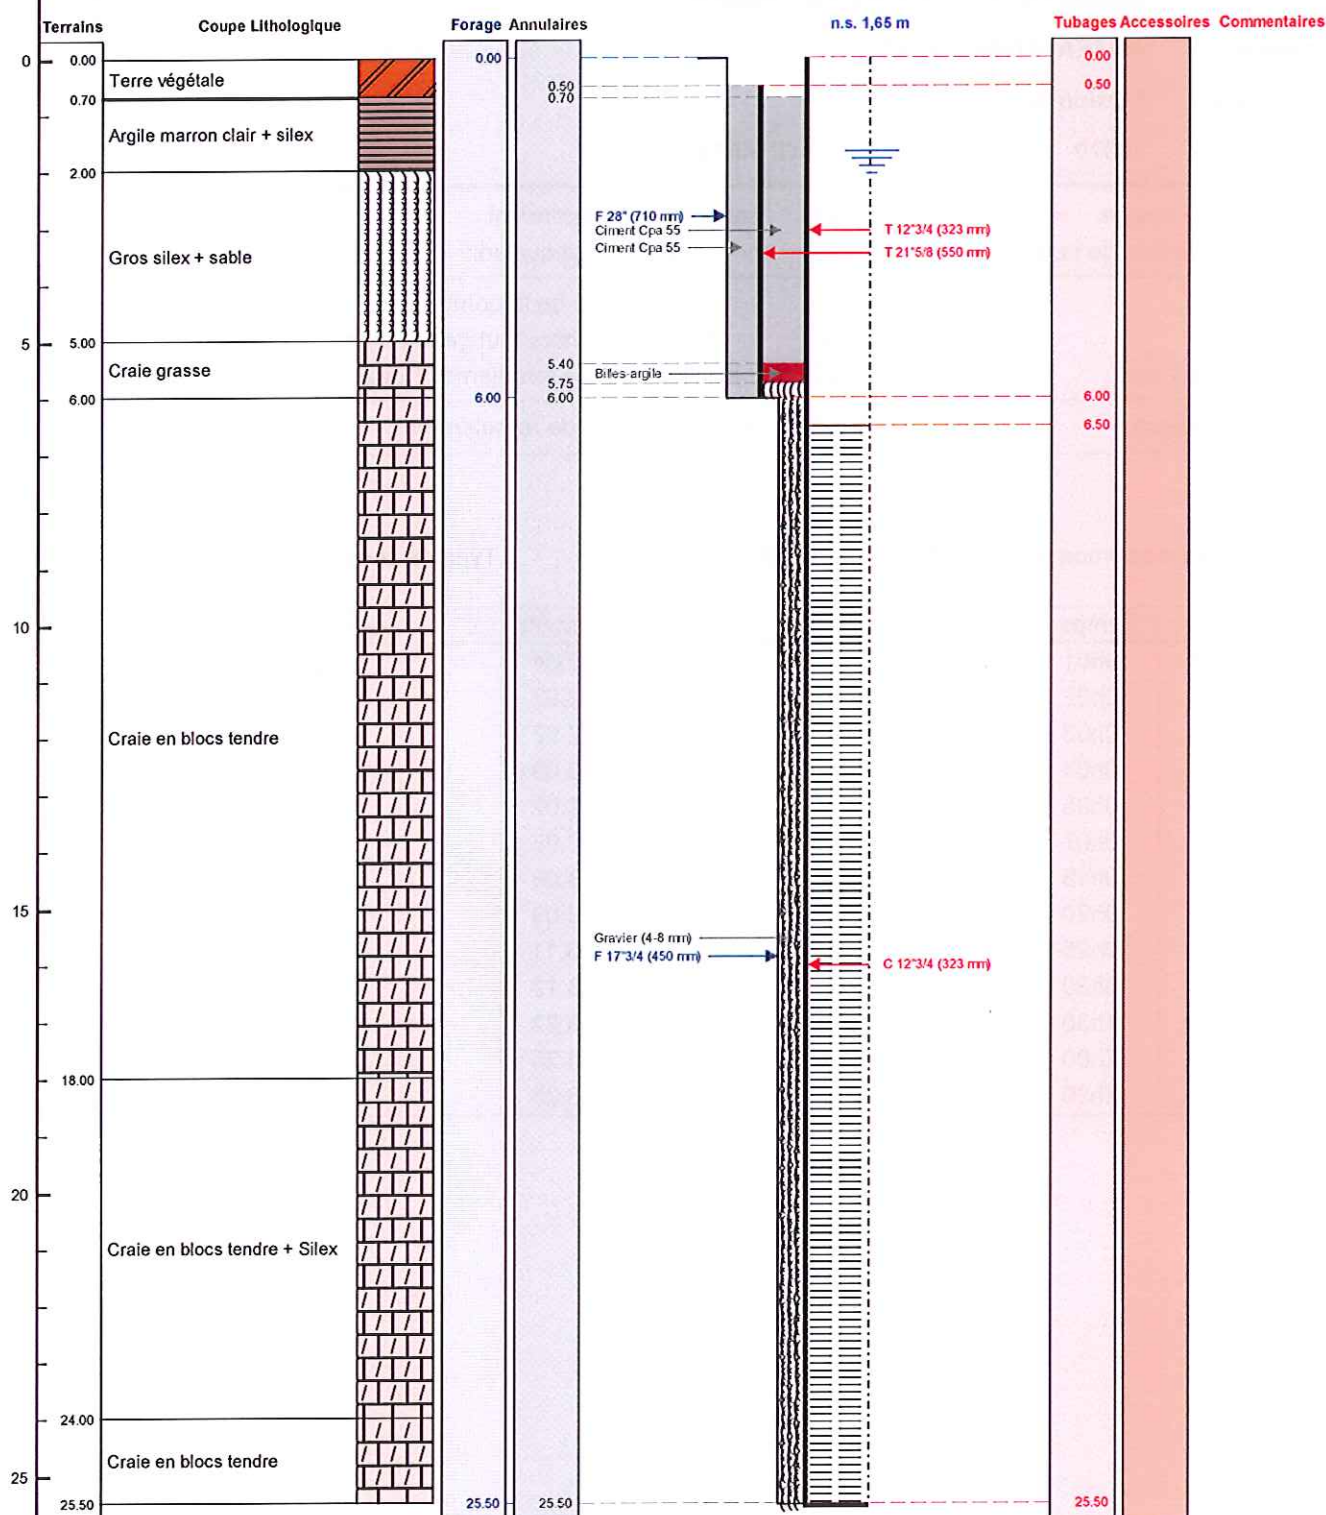 Terrains Coupe Lithologique Forage Annulaires n.s. 1,65 m Tubages Accessoires Commentaires
0 0.00 0.00 0.00
Terre végétale 0.50 0.50
0.70 0.70
Argile marron clair + silex
2.00
F 28" (710 mm)
Ciment Cpa 55 T 12"3/4 (323 mm)
Ciment Cpa 55 T 21"5/8 (550 mm)
Gros silex + sable
5 5.00
5.40
Craie grasse Billes-argile
5.75
6.00 6.00 6.00 6.00
6.50
10
Craie en blocs tendre
15
Gravier (4-8 mm)
F 17"3/4 (450 mm) C 12"3/4 (323 mm)
18.00
20
Craie en blocs tendre + Silex
24.00
Craie en blocs tendre
25
25.50 25.50 25.50 25.50